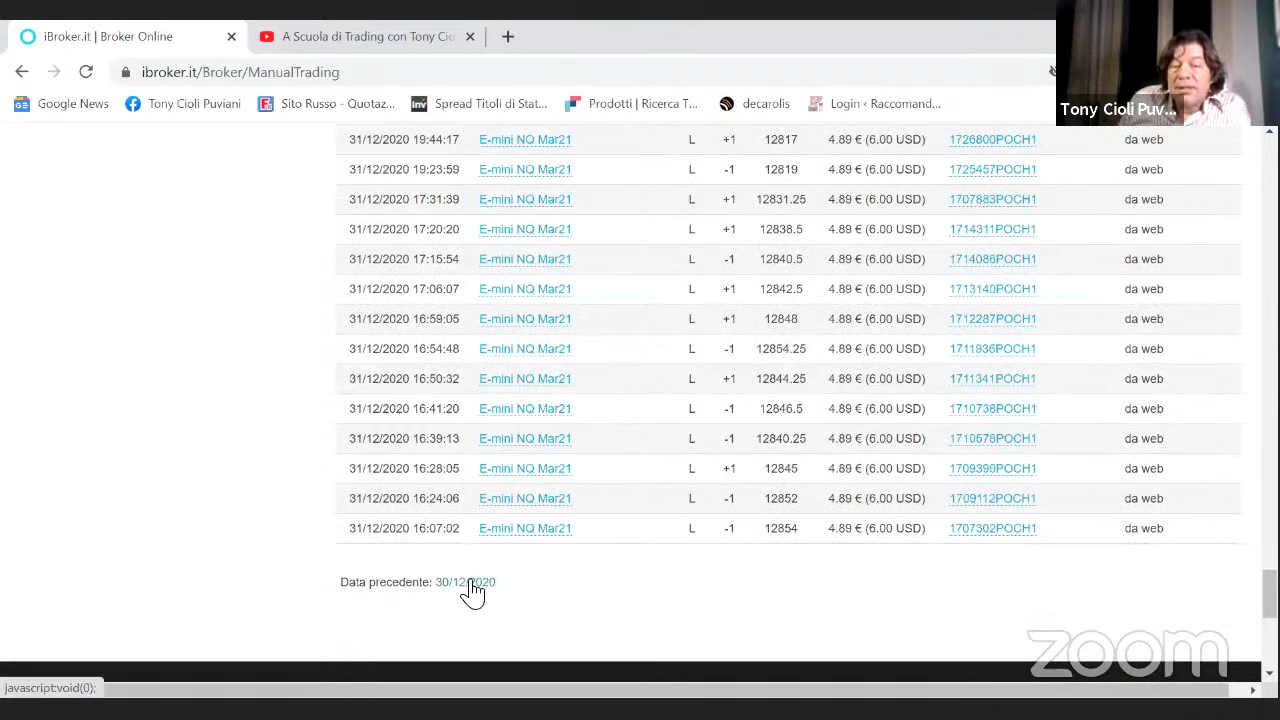 iBroker.it | Broker Online
A Scuola di Trading con Tony Cio
ibroker.it/Broker/ManualTrading
Google News Tony Cioli Puviani Sito Russo - Quotaz... Spread Titoli di Stat... Prodotti | Ricerca T... decarolis Login ‹ Raccomand...
Tony Cioli Puv...
31/12/2020 19:44:17 E-mini NQ Mar21 L +1 12817 4.89 € (6.00 USD) 1726800POCH1 da web
31/12/2020 19:23:59 E-mini NQ Mar21 L -1 12819 4.89 € (6.00 USD) 1725457POCH1 da web
31/12/2020 17:31:39 E-mini NQ Mar21 L +1 12831.25 4.89 € (6.00 USD) 1707883POCH1 da web
31/12/2020 17:20:20 E-mini NQ Mar21 L +1 12838.5 4.89 € (6.00 USD) 1714311POCH1 da web
31/12/2020 17:15:54 E-mini NQ Mar21 L -1 12840.5 4.89 € (6.00 USD) 1714086POCH1 da web
31/12/2020 17:06:07 E-mini NQ Mar21 L +1 12842.5 4.89 € (6.00 USD) 1713140POCH1 da web
31/12/2020 16:59:05 E-mini NQ Mar21 L +1 12848 4.89 € (6.00 USD) 1712287POCH1 da web
31/12/2020 16:54:48 E-mini NQ Mar21 L -1 12854.25 4.89 € (6.00 USD) 1711936POCH1 da web
31/12/2020 16:50:32 E-mini NQ Mar21 L +1 12844.25 4.89 € (6.00 USD) 1711341POCH1 da web
31/12/2020 16:41:20 E-mini NQ Mar21 L -1 12846.5 4.89 € (6.00 USD) 1710738POCH1 da web
31/12/2020 16:39:13 E-mini NQ Mar21 L -1 12840.25 4.89 € (6.00 USD) 1710578POCH1 da web
31/12/2020 16:28:05 E-mini NQ Mar21 L +1 12845 4.89 € (6.00 USD) 1709390POCH1 da web
31/12/2020 16:24:06 E-mini NQ Mar21 L -1 12852 4.89 € (6.00 USD) 1709112POCH1 da web
31/12/2020 16:07:02 E-mini NQ Mar21 L -1 12854 4.89 € (6.00 USD) 1707302POCH1 da web
Data precedente: 30/12/2020
zoom
javascript:void(0);